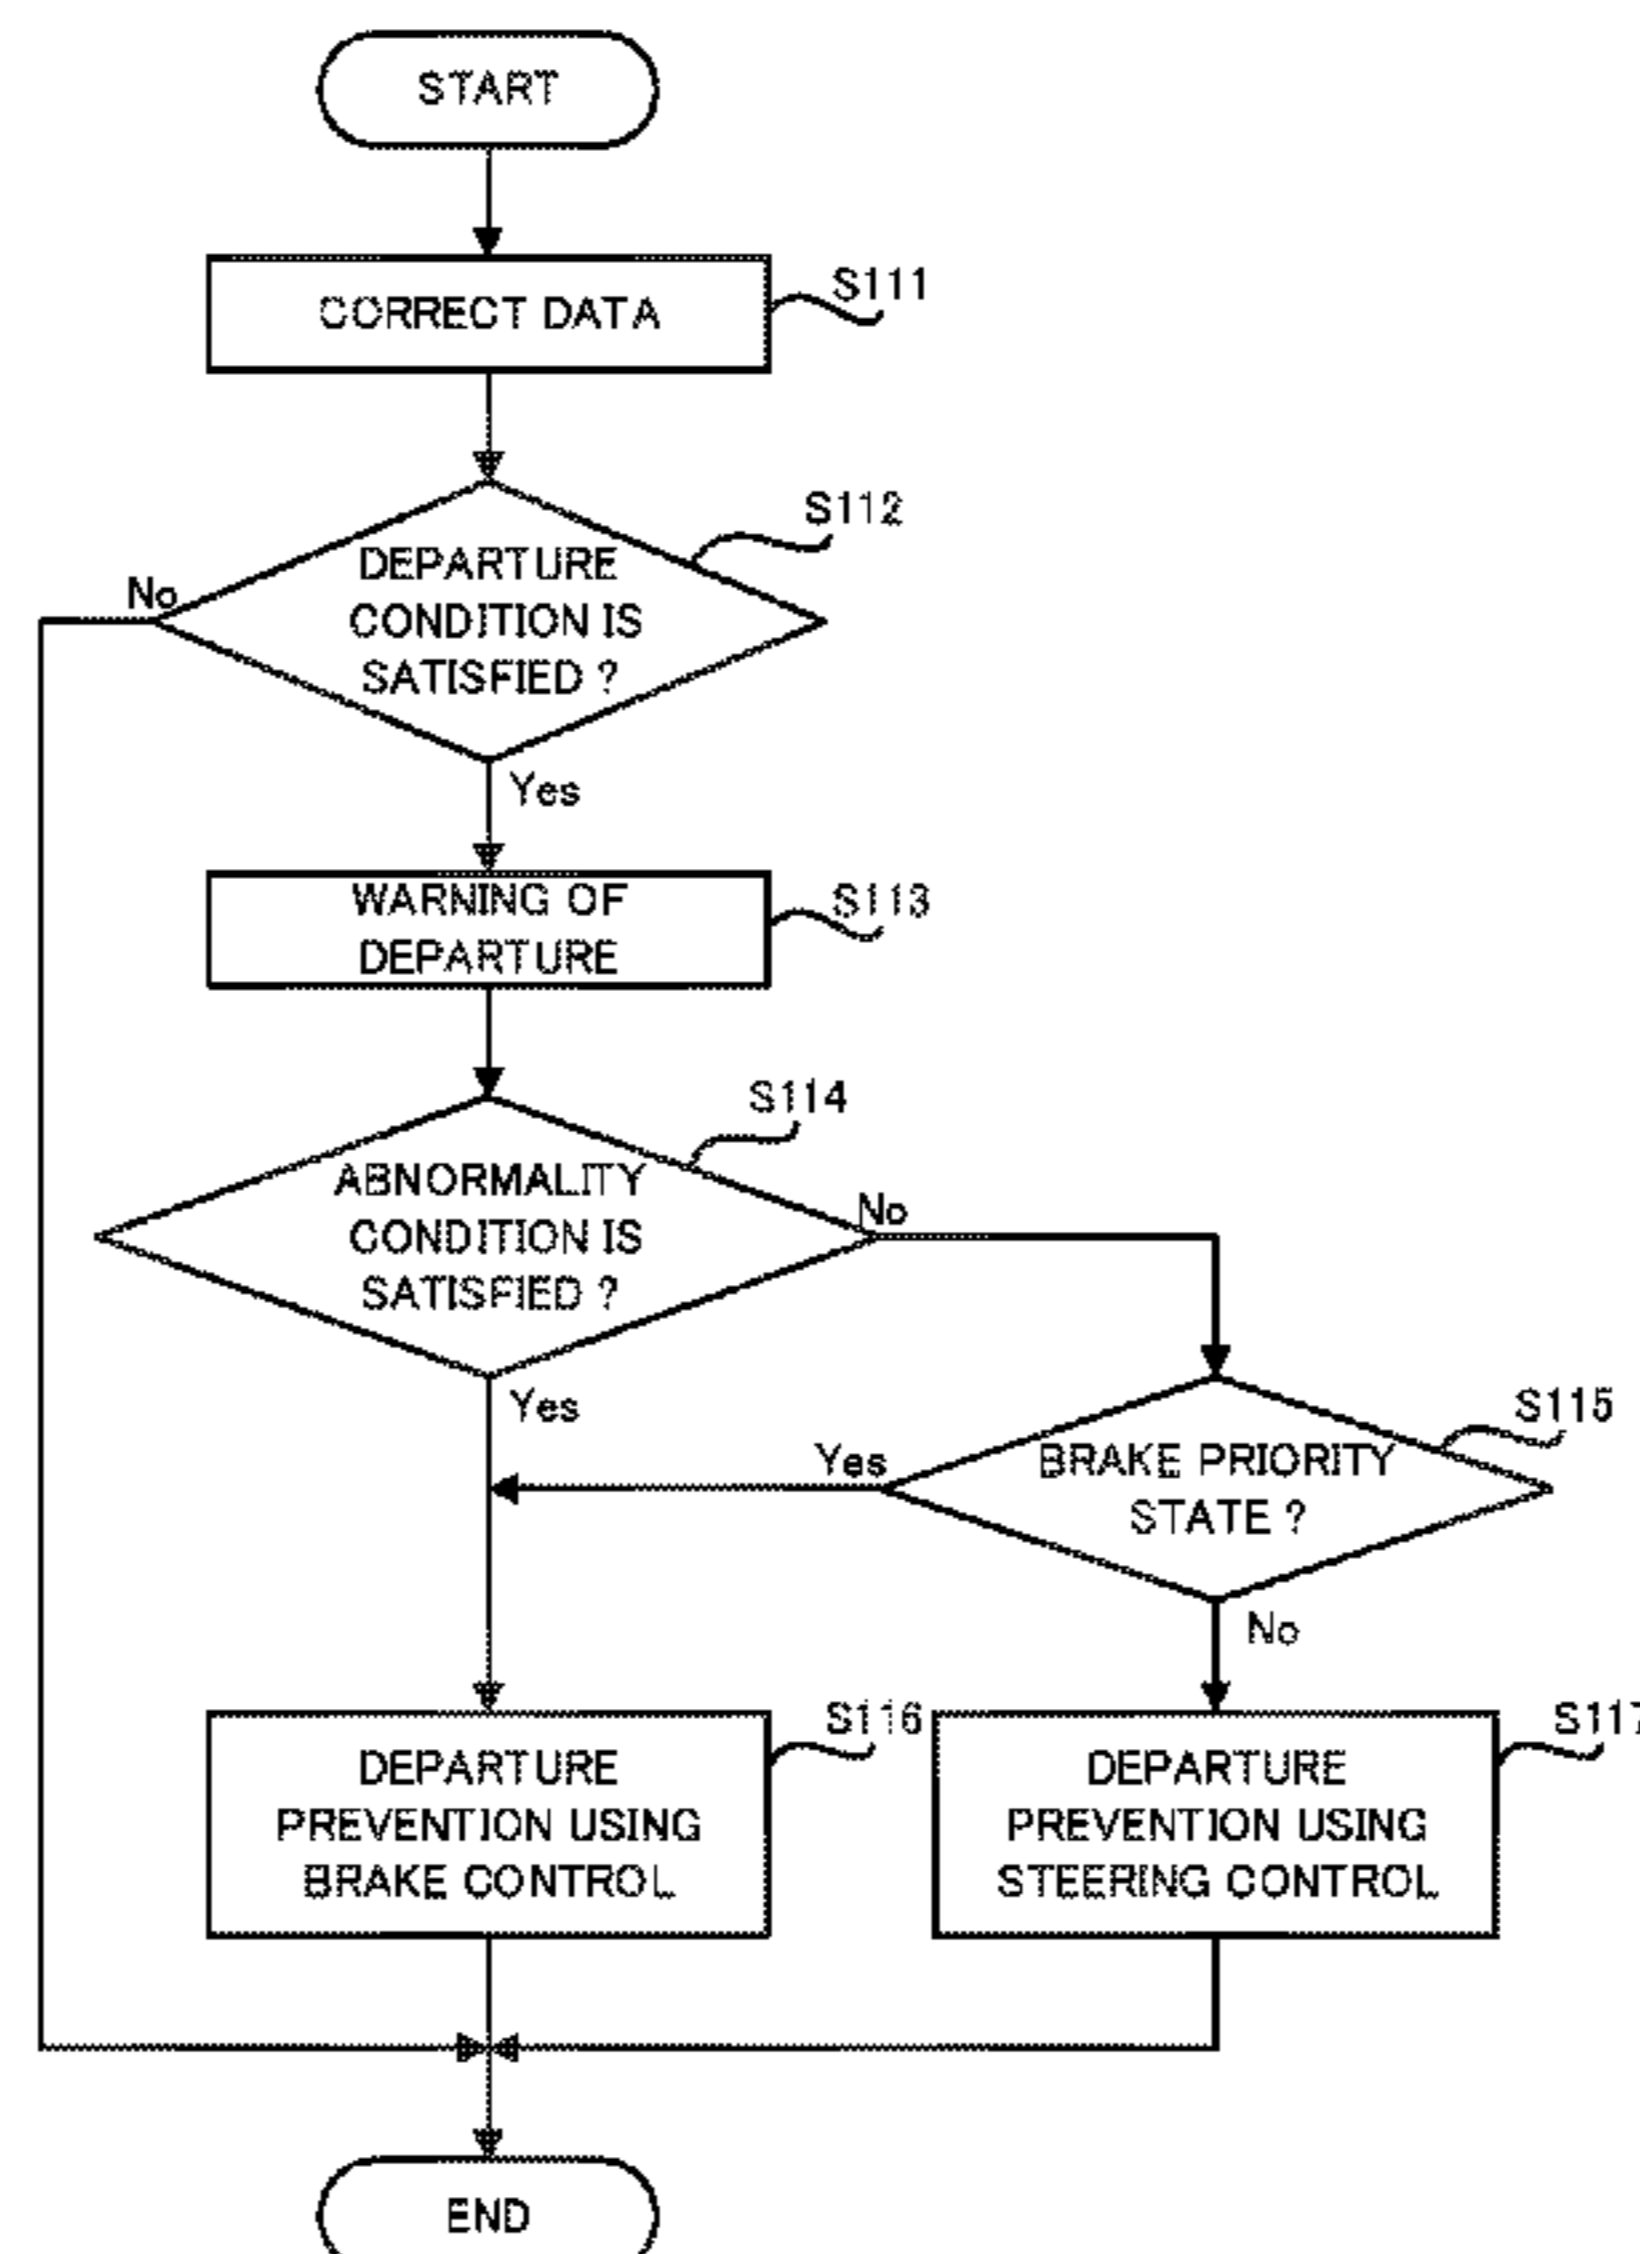 START
CORRECT DATA
S111
S112
DEPARTURE
CONDITION IS
SATISFIED ?
No
Yes
WARNING OF
DEPARTURE
S113
S114
ABNORMALITY
CONDITION IS
SATISFIED ?
No
Yes
S115
BRAKE PRIORITY
STATE ?
Yes
No
S116
DEPARTURE
PREVENTION USING
BRAKE CONTROL
S117
DEPARTURE
PREVENTION USING
STEERING CONTROL
END